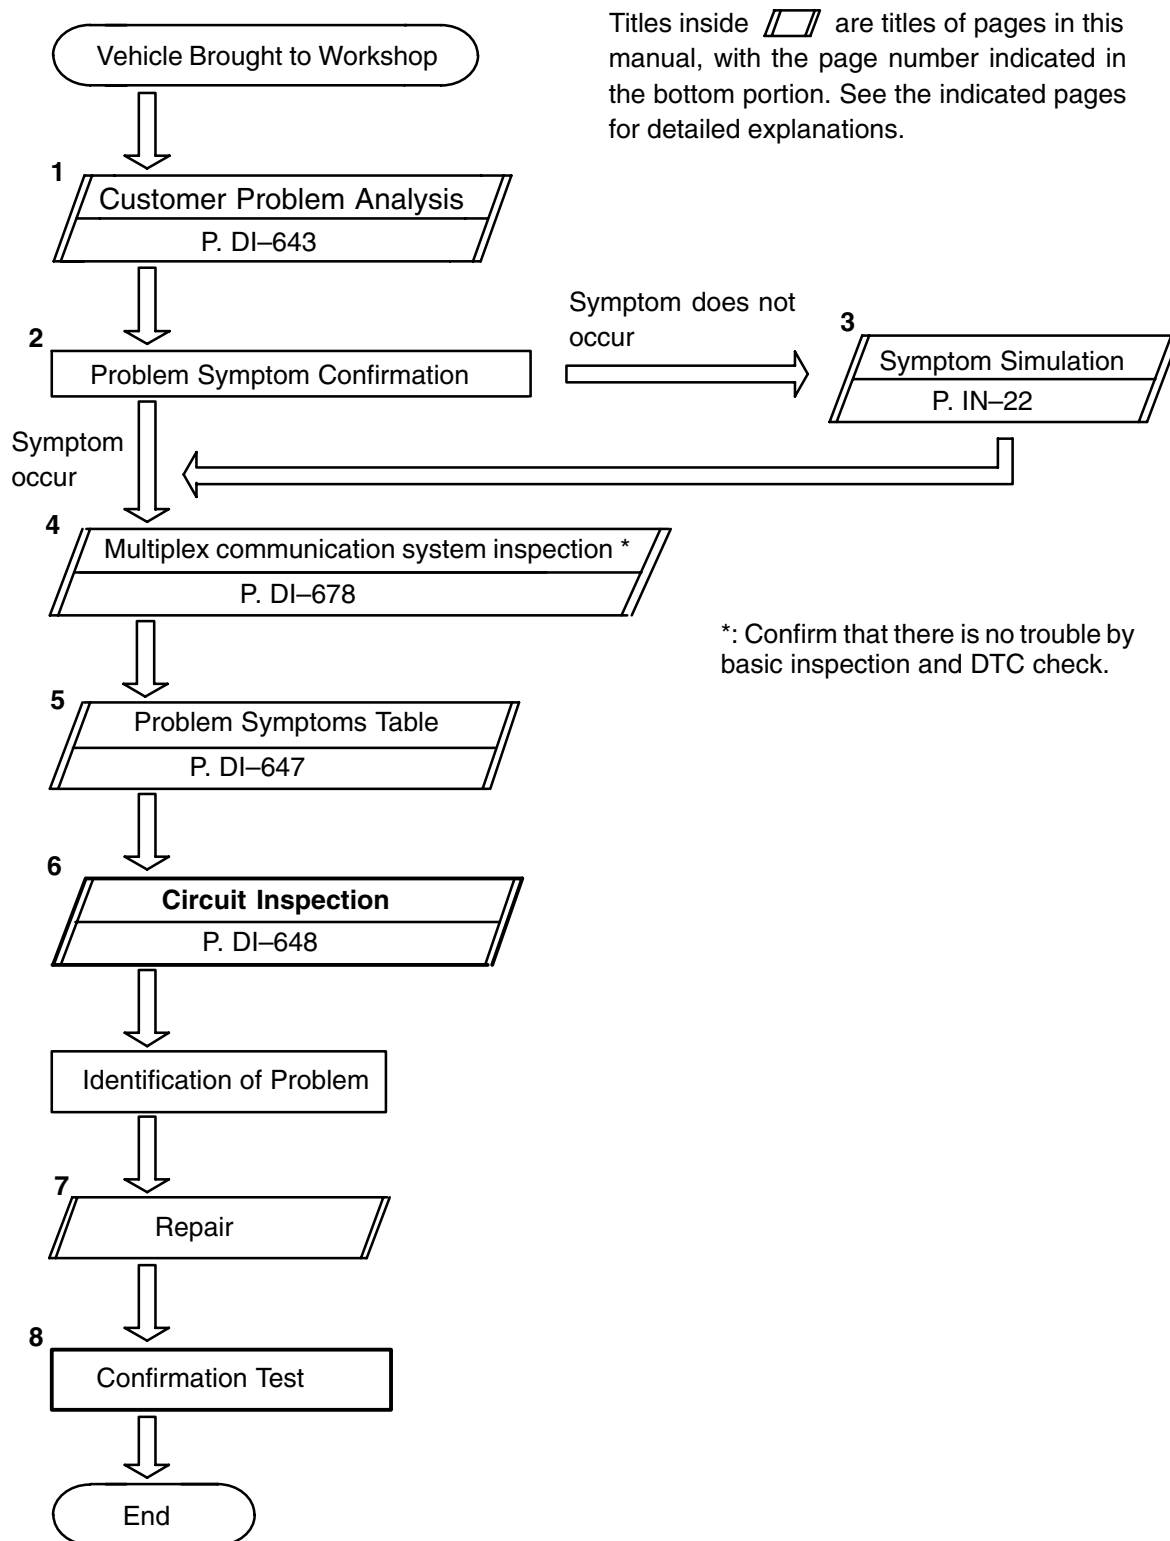 Vehicle Brought to Workshop
Titles inside are titles of pages in this
manual, with the page number indicated in
the bottom portion. See the indicated pages
for detailed explanations.
1
Customer Problem Analysis
P. DI–643
2
Problem Symptom Confirmation
Symptom does not
occur
3
Symptom Simulation
P. IN–22
Symptom
occur
4
Multiplex communication system inspection *
P. DI–678
*: Confirm that there is no trouble by
basic inspection and DTC check.
5
Problem Symptoms Table
P. DI–647
6
Circuit Inspection
P. DI–648
Identification of Problem
7
Repair
8
Confirmation Test
End